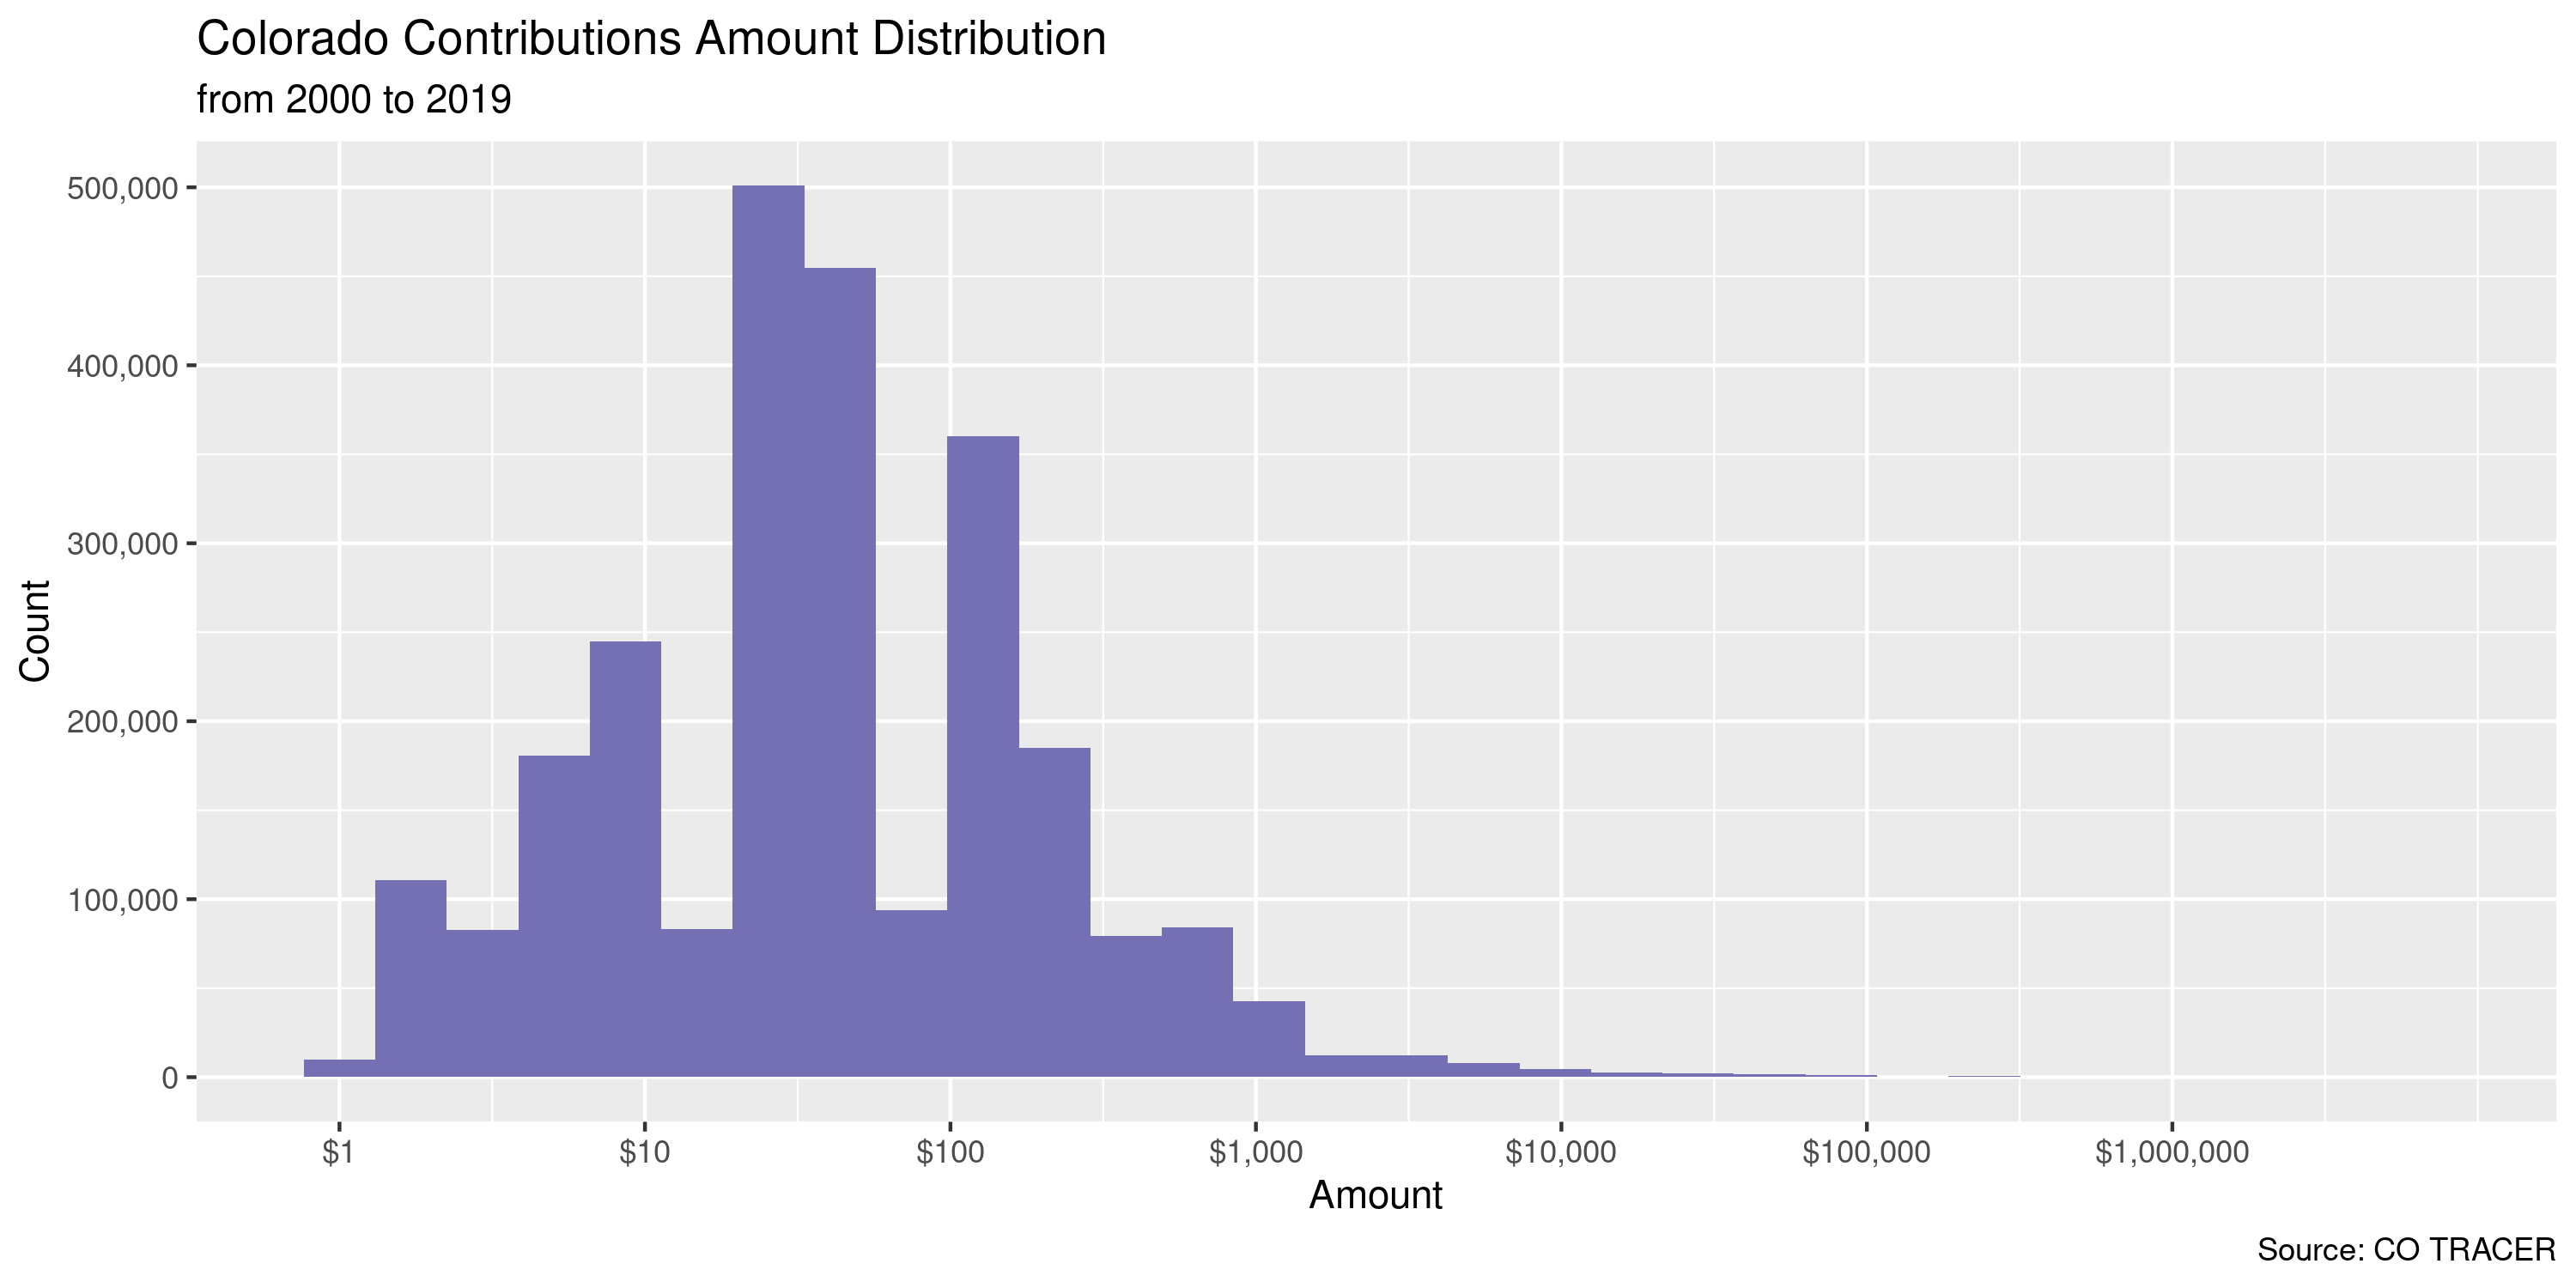 Colorado Contributions Amount Distribution
from 2000 to 2019
500,000
400,000
300,000
200,000
100,000
0
Count
$1 $10 $100 $1,000 $10,000 $100,000 $1,000,000
Amount
Source: CO TRACER